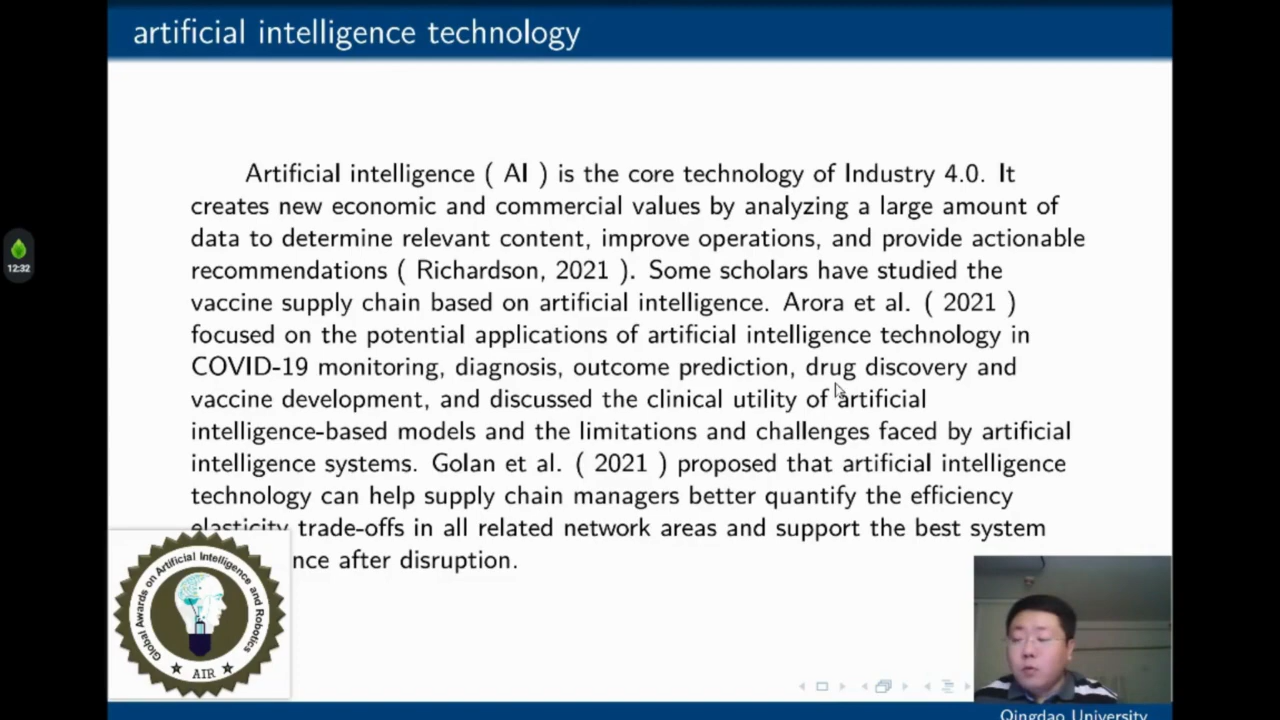 artificial intelligence technology
Artificial intelligence ( AI ) is the core technology of Industry 4.0. It
creates new economic and commercial values by analyzing a large amount of
data to determine relevant content, improve operations, and provide actionable
recommendations ( Richardson, 2021 ). Some scholars have studied the
vaccine supply chain based on artificial intelligence. Arora et al. ( 2021 )
focused on the potential applications of artificial intelligence technology in
COVID-19 monitoring, diagnosis, outcome prediction, drug discovery and
vaccine development, and discussed the clinical utility of artificial
intelligence-based models and the limitations and challenges faced by artificial
intelligence systems. Golan et al. ( 2021 ) proposed that artificial intelligence
technology can help supply chain managers better quantify the efficiency
elasticity trade-offs in all related network areas and support the best system
nce after disruption.
12:32
Global Awards on Artificial Intelligence and Robotics
AIR
Qingdao University